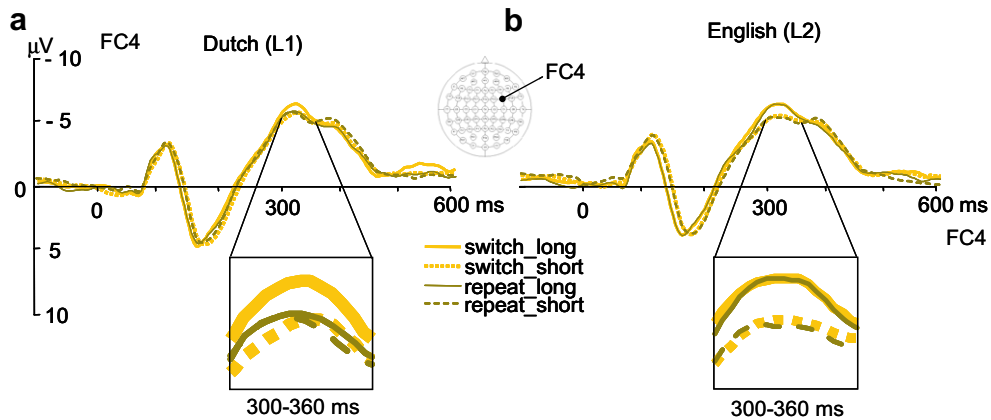 a
FC4
Dutch (L1)
μV
- 10
- 5
0
5
10
0
300
600 ms
300-360 ms
FC4
switch_long
switch_short
repeat_long
repeat_short
b
English (L2)
0
300
600 ms
FC4
300-360 ms